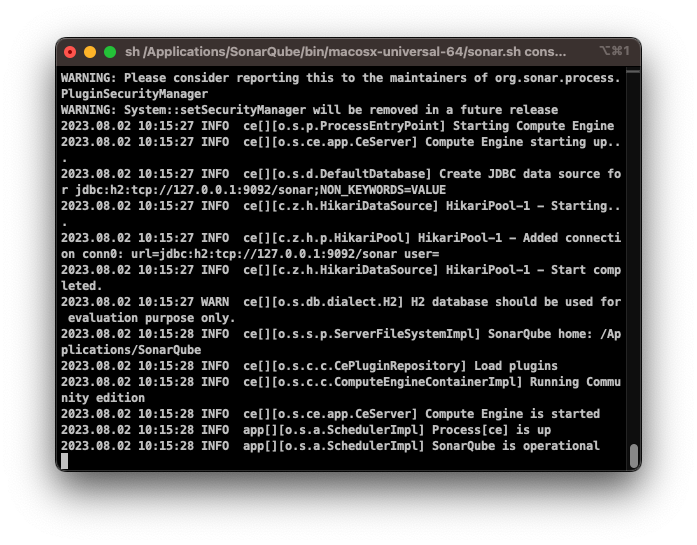 sh /Applications/SonarQube/bin/macosx-universal-64/sonar.sh cons... ⌥⌘1
WARNING: Please consider reporting this to the maintainers of org.sonar.process.
PluginSecurityManager
WARNING: System::setSecurityManager will be removed in a future release
2023.08.02 10:15:27 INFO  ce[][o.s.p.ProcessEntryPoint] Starting Compute Engine
2023.08.02 10:15:27 INFO  ce[][o.s.ce.app.CeServer] Compute Engine starting up..
.
2023.08.02 10:15:27 INFO  ce[][o.s.d.DefaultDatabase] Create JDBC data source fo
r jdbc:h2:tcp://127.0.0.1:9092/sonar;NON_KEYWORDS=VALUE
2023.08.02 10:15:27 INFO  ce[][c.z.h.HikariDataSource] HikariPool-1 - Starting..
.
2023.08.02 10:15:27 INFO  ce[][c.z.h.p.HikariPool] HikariPool-1 - Added connecti
on conn0: url=jdbc:h2:tcp://127.0.0.1:9092/sonar user=
2023.08.02 10:15:27 INFO  ce[][c.z.h.HikariDataSource] HikariPool-1 - Start comp
leted.
2023.08.02 10:15:27 WARN  ce[][o.s.db.dialect.H2] H2 database should be used for
 evaluation purpose only.
2023.08.02 10:15:28 INFO  ce[][o.s.s.p.ServerFileSystemImpl] SonarQube home: /Ap
plications/SonarQube
2023.08.02 10:15:28 INFO  ce[][o.s.c.c.CePluginRepository] Load plugins
2023.08.02 10:15:28 INFO  ce[][o.s.c.c.ComputeEngineContainerImpl] Running Commu
nity edition
2023.08.02 10:15:28 INFO  ce[][o.s.ce.app.CeServer] Compute Engine is started
2023.08.02 10:15:28 INFO  app[][o.s.a.SchedulerImpl] Process[ce] is up
2023.08.02 10:15:28 INFO  app[][o.s.a.SchedulerImpl] SonarQube is operational